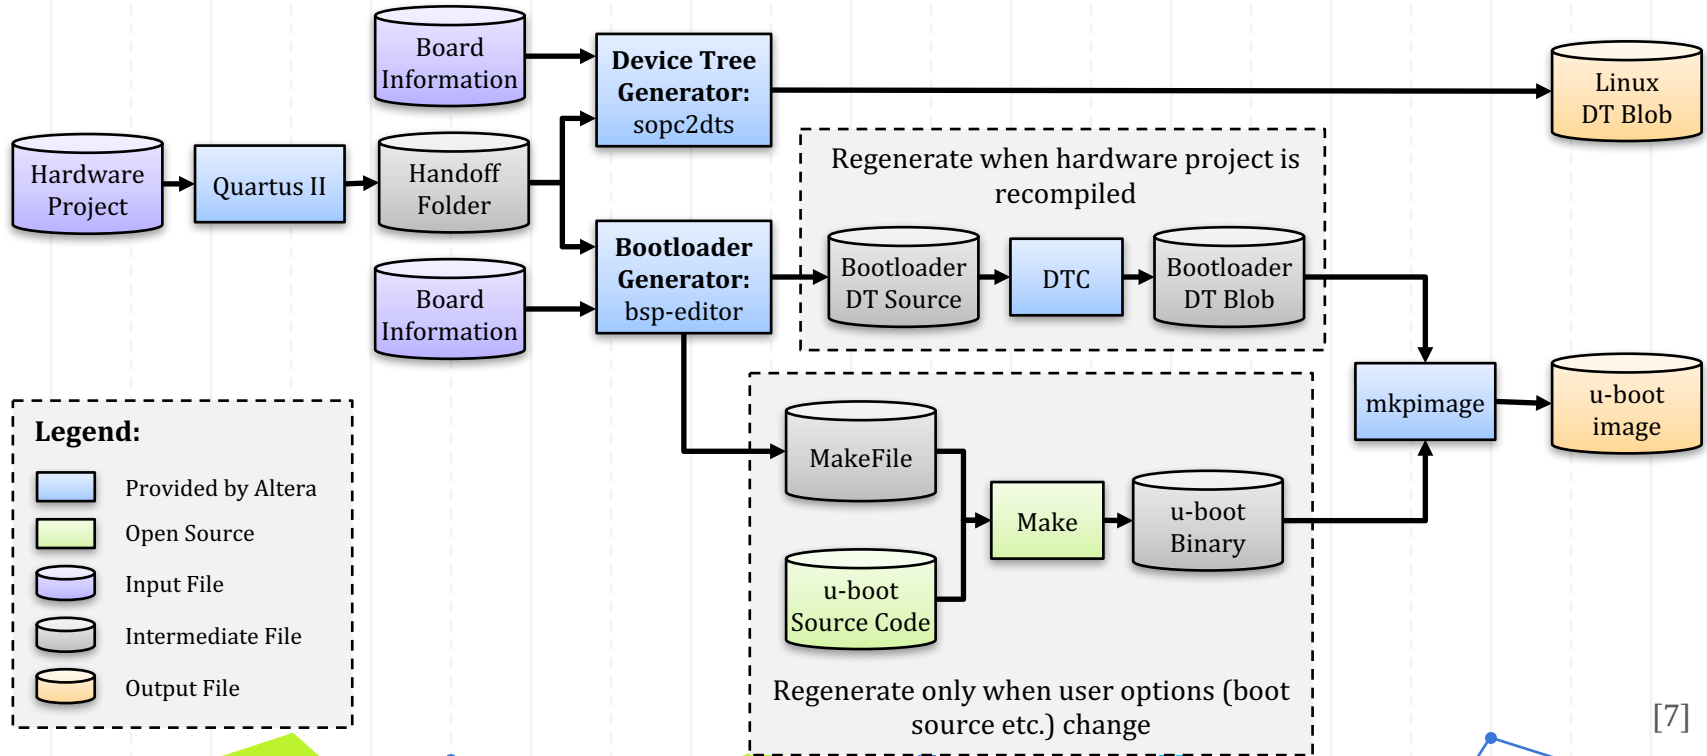 Board
Information
Device Tree
Generator:
sopc2dts
Linux
DT Blob
Hardware
Project
Quartus II
Handoff
Folder
Regenerate when hardware project is
recompiled
Board
Information
Bootloader
Generator:
bsp-editor
Bootloader
DT Source
DTC
Bootloader
DT Blob
mkpimage
u-boot
image
Legend:
Provided by Altera
Open Source
Input File
Intermediate File
Output File
MakeFile
u-boot
Source Code
Make
u-boot
Binary
Regenerate only when user options (boot
source etc.) change
[7]